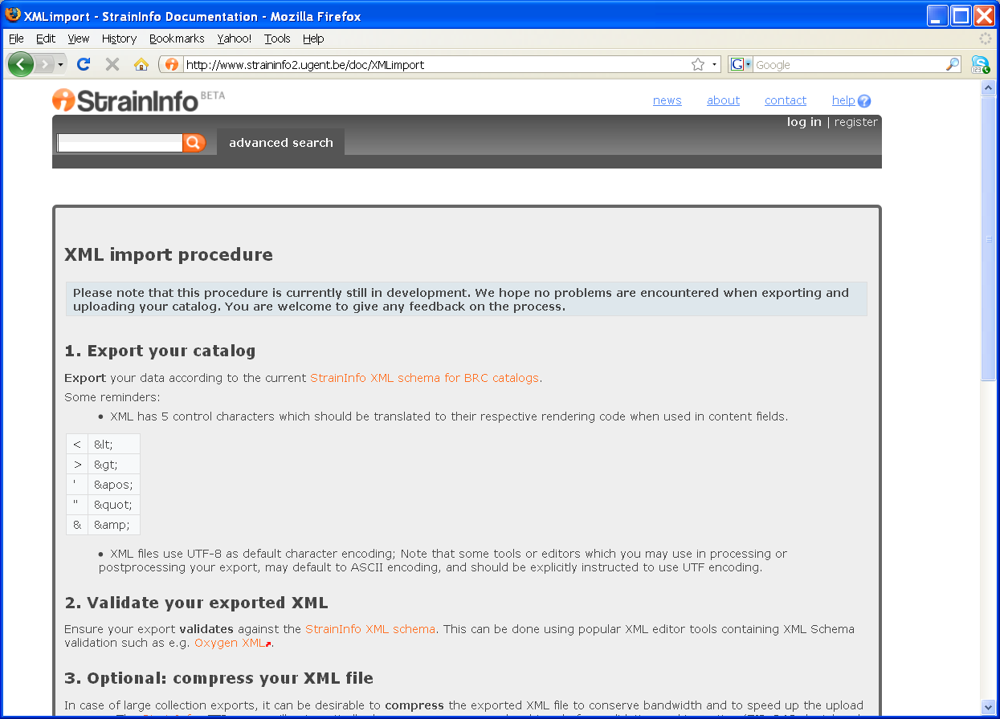 XMLimport - StrainInfo Documentation - Mozilla Firefox
File Edit View History Bookmarks Yahoo! Tools Help
http://www.straininfo2.ugent.be/doc/XMLimport Google
StrainInfo BETA
news about contact help ?
log in | register
advanced search
XML import procedure
Please note that this procedure is currently still in development. We hope no problems are encountered when exporting and
uploading your catalog. You are welcome to give any feedback on the process.
1. Export your catalog
Export your data according to the current StrainInfo XML schema for BRC catalogs.
Some reminders:
• XML has 5 control characters which should be translated to their respective rendering code when used in content fields.
< &lt;
> &gt;
' &apos;
" &quot;
& &amp;
• XML files use UTF-8 as default character encoding; Note that some tools or editors which you may use in processing or
postprocessing your export, may default to ASCII encoding, and should be explicitly instructed to use UTF encoding.
2. Validate your exported XML
Ensure your export validates against the StrainInfo XML schema. This can be done using popular XML editor tools containing XML Schema
validation such as e.g. Oxygen XML.
3. Optional: compress your XML file
In case of large collection exports, it can be desirable to compress the exported XML file to conserve bandwidth and to speed up the upload